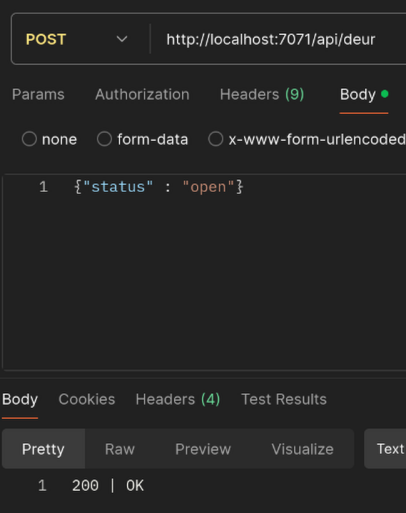 POST http://localhost:7071/api/deur
Params Authorization Headers (9) Body
none form-data x-www-form-urlencoded
1 {"status" : "open"}
Body Cookies Headers (4) Test Results
Pretty Raw Preview Visualize Text
1 200 | OK